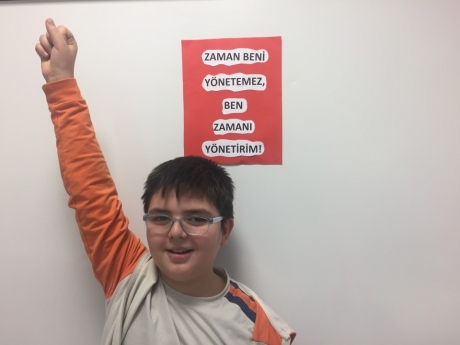 ZAMAN BENİ
YÖNETEMEZ,
BEN
ZAMANI
YÖNETİRİM!